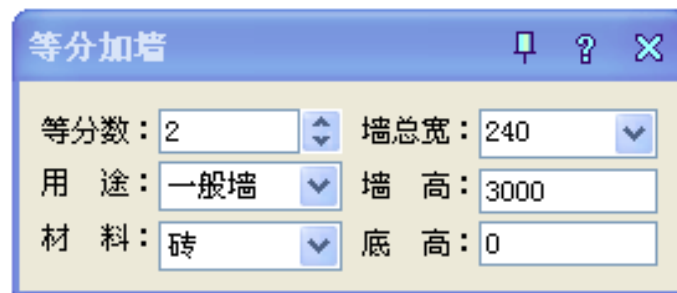 等分加墙
等分数：2 墙总宽：240
用 途：一般墙 墙 高：3000
材 料：砖 底 高：0